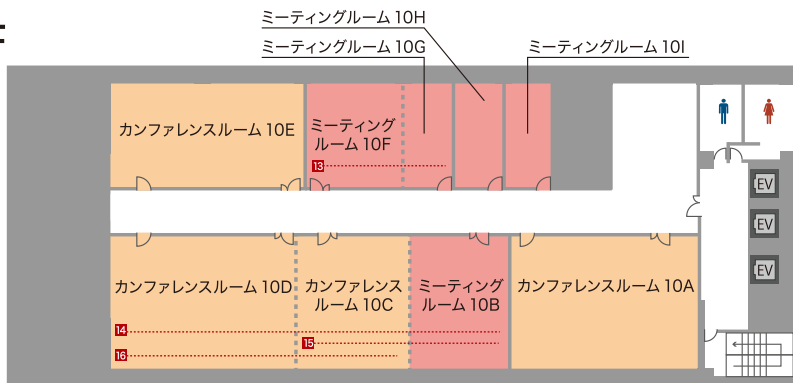 ミーティングルーム 10H
ミーティングルーム 10G
ミーティングルーム 10I
カンファレンスルーム 10E
ミーティング
ルーム 10F
13
EV
EV
EV
カンファレンスルーム 10D
カンファレンス
ルーム 10C
ミーティング
ルーム 10B
カンファレンスルーム 10A
14
15
16